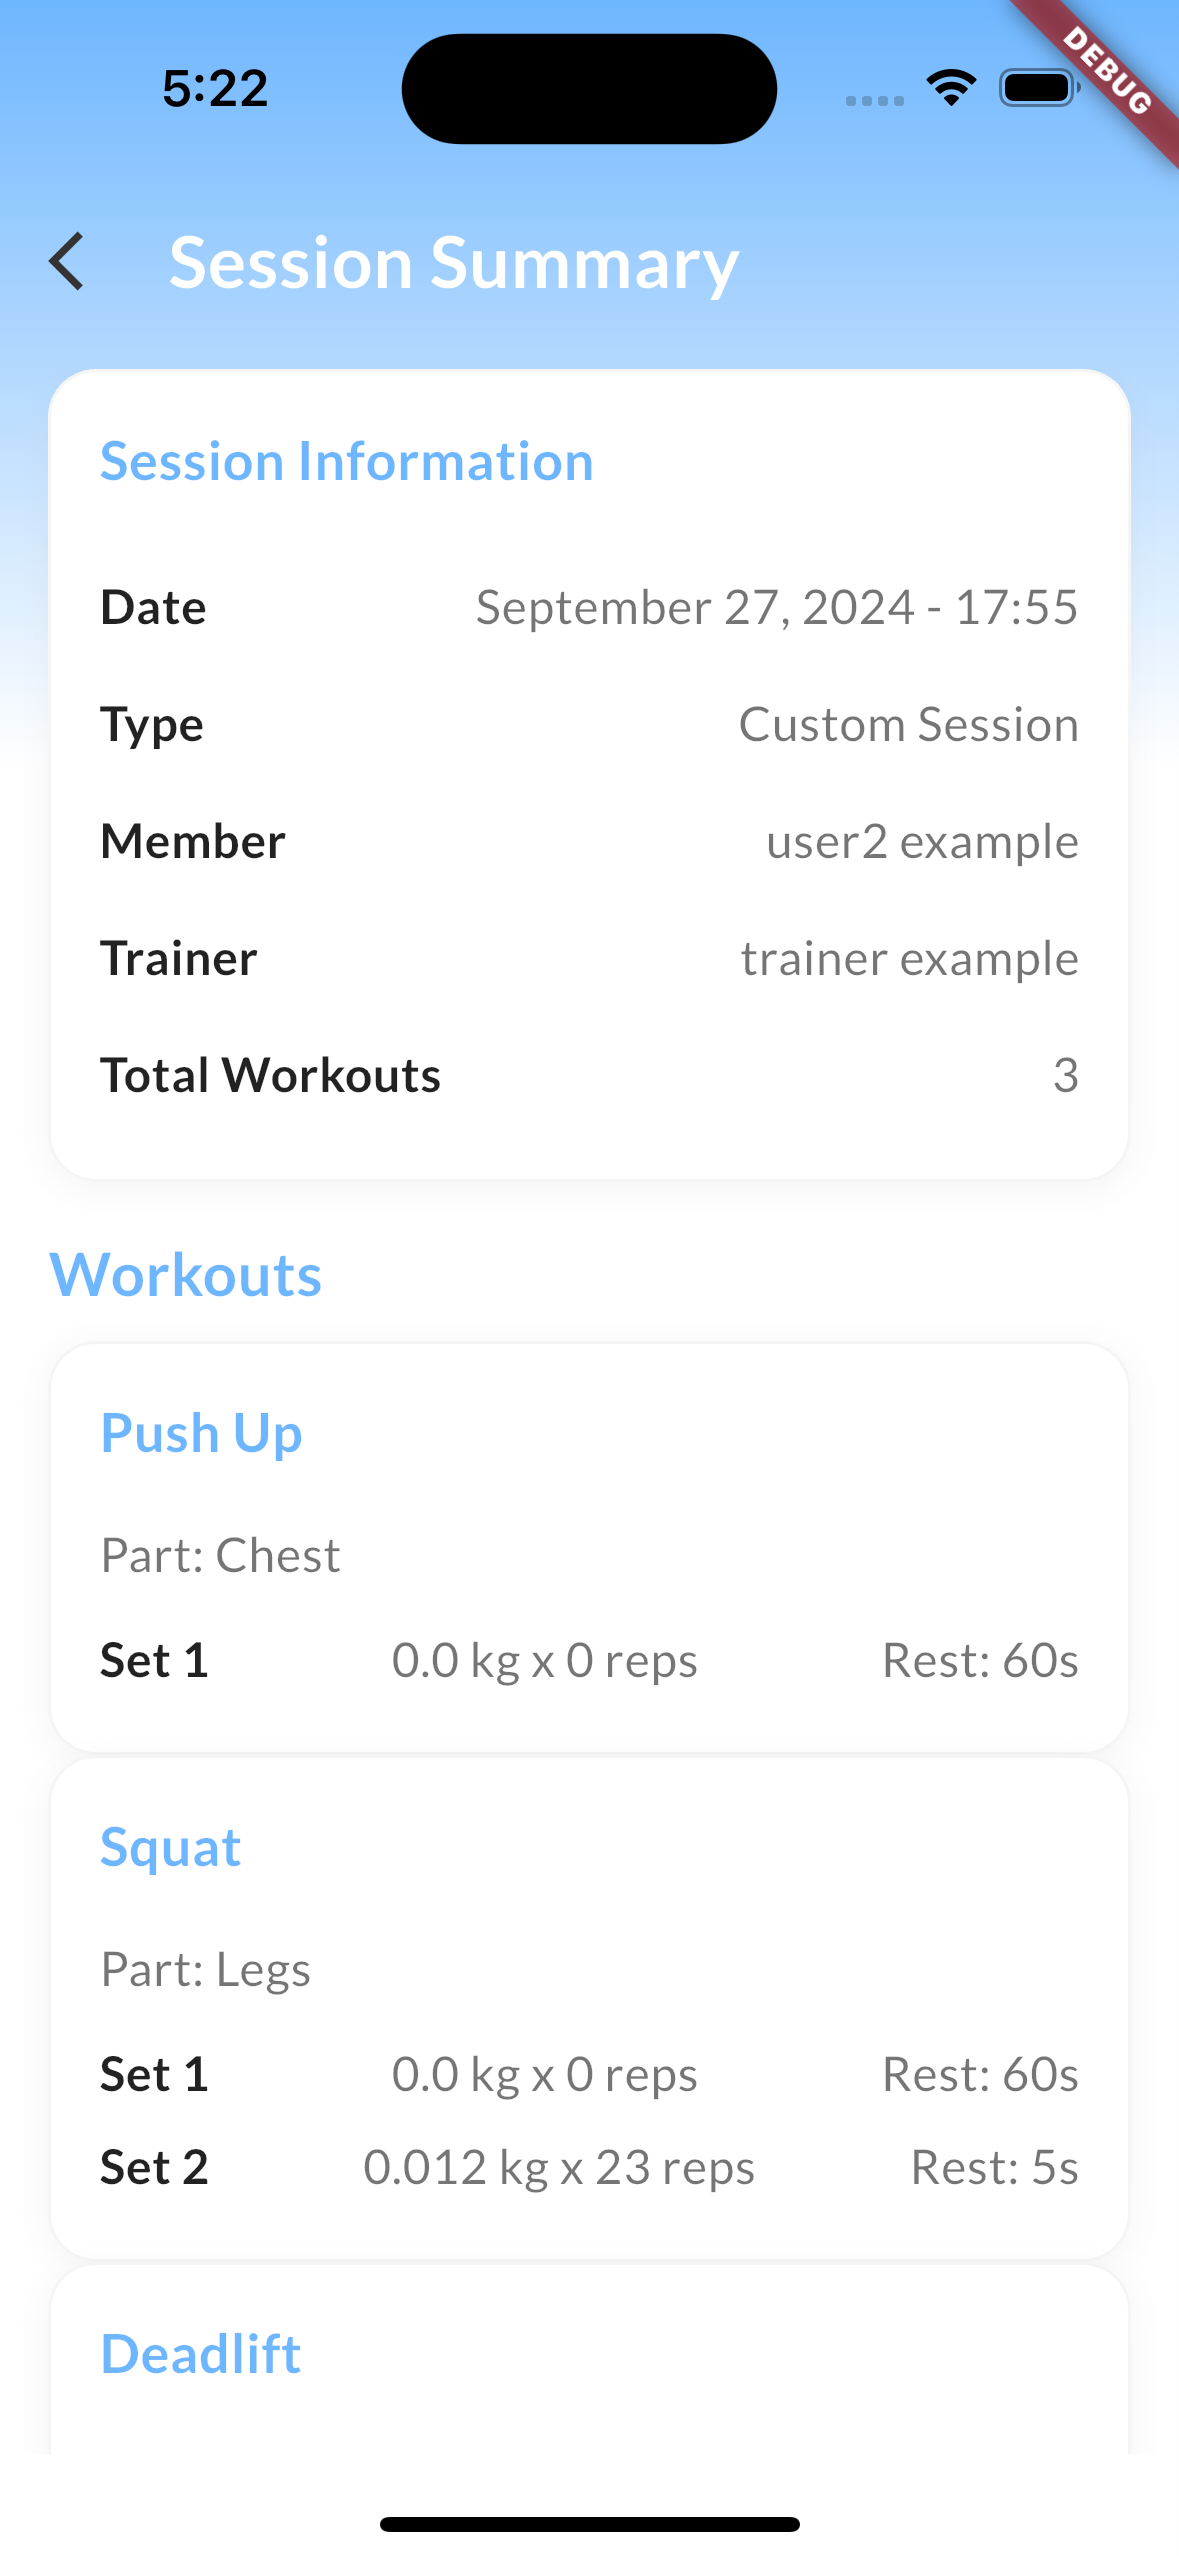 5:22
DEBUG
Session Summary
Session Information
Date September 27, 2024 - 17:55
Type Custom Session
Member user2 example
Trainer trainer example
Total Workouts 3
Workouts
Push Up
Part: Chest
Set 1 0.0 kg x 0 reps Rest: 60s
Squat
Part: Legs
Set 1 0.0 kg x 0 reps Rest: 60s
Set 2 0.012 kg x 23 reps Rest: 5s
Deadlift